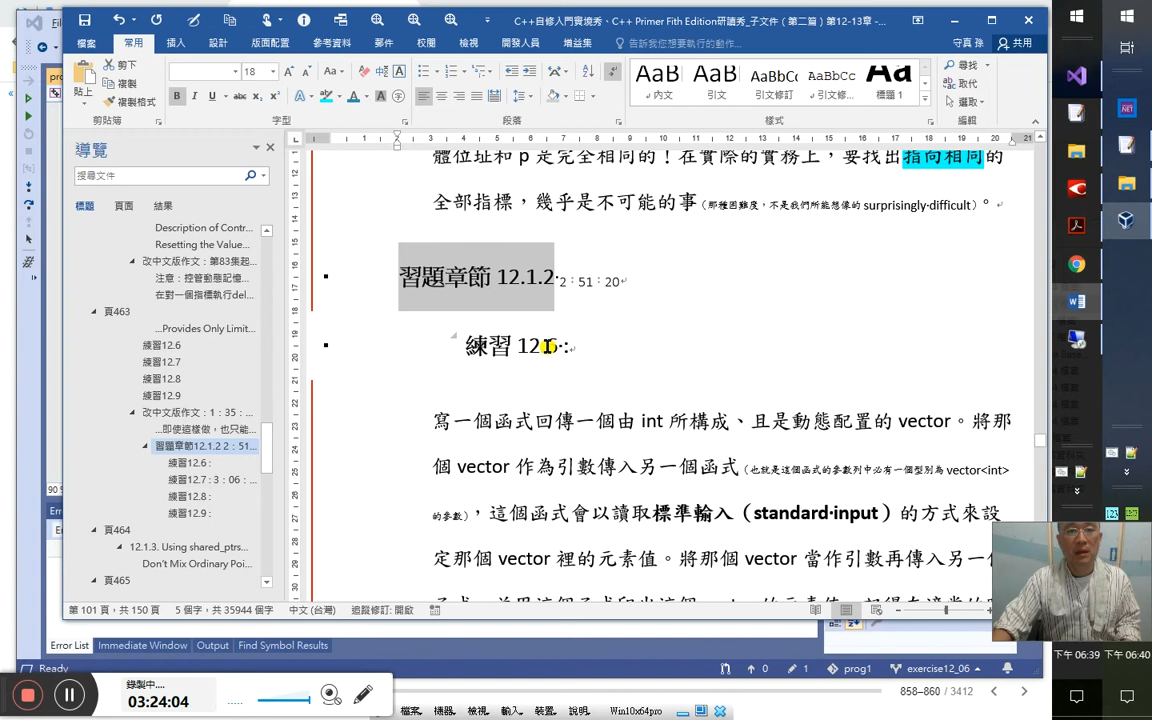 C++自修入門實境秀、C++ Primer Fith Edition研讀秀_子文件（第二篇）12-13章 - ...
檔案 常用 插入 設計 版面配置 參考資料 郵件 校閱 檢視 開發人員 增益集 告訴我您想要執行的動作... 守真 孫 共用
貼上
剪下
複製
複製格式
18
AaB 內文
AaB 引文
AaBbCc 引文修訂
AaBbCc 引文修...
Aa 標題 1
尋找
取代
選取
剪貼簿 字型 段落 樣式 編輯
導覽
搜尋文件
標題 頁面 結果
Description of Contr...
Resetting the Value...
改中文版作文：第83集起...
注意：控管動態記憶...
在對一個指標執行del...
頁463
...Provides Only Limit...
練習12.6
練習12.7
練習12.8
練習12.9
改中文版作文：1：35：...
...即使這樣做，也只能...
習題章節12.1.2 2：51...
練習12.6：
練習12.7：3：06：...
練習12.8：
練習12.9：
頁464
12.1.3. Using shared_ptrs...
Don't Mix Ordinary Poi...
頁465
體位址和 p 是完全相同的！在實際的實務上，要找出指向相同的
全部指標，幾乎是不可能的事（那種困難度，不是我們所能想像的 surprisingly·difficult）。
習題章節 12.1.2·2：51：20
練習 12.6·:
寫一個函式回傳一個由 int 所構成、且是動態配置的 vector。將那
個 vector 作為引數傳入另一個函式（也就是這個函式的參數列中必有一個型別為 vector<int>
的參數），這個函式會以讀取標準輸入（standard·input）的方式來設
定那個 vector 裡的元素值。將那個 vector 當作引數再傳入另一個
第 101 頁，共 150 頁 5 個字，共 35944 個字 中文 (台灣) 追蹤修訂: 開啟
Error List Immediate Window Output Find Symbol Results
Ready 0 1 prog1 exercise12_06
858–860 / 3412
錄製中....
03:24:04
檔案, 機器, 檢視, 輸入, 裝置, 說明, Win10x64pro
下午 06:39 下午 06:40